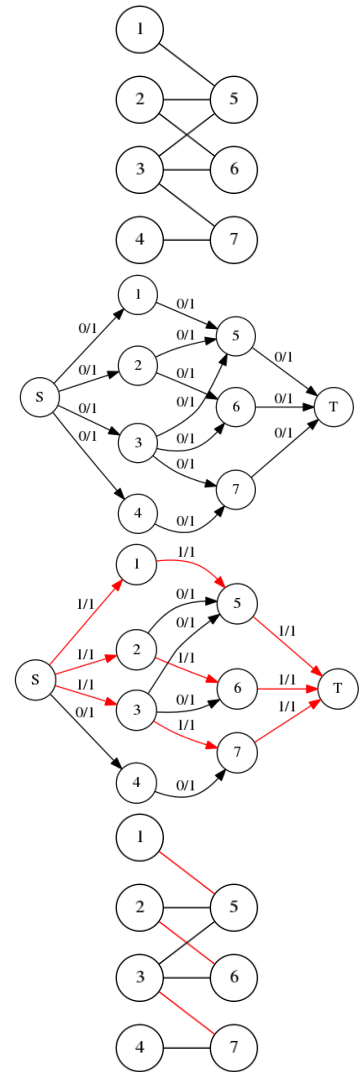 1
2 5
3 6
4 7
0/1 1 0/1
0/1 5
0/1 2 0/1 0/1
S 0/1 0/1 6 0/1 T
0/1 3 0/1 0/1
0/1 7
4 0/1
1 1/1
1/1 0/1 5
2 0/1 1/1
S 1/1 1/1 6 1/1 T
1/1 3 0/1 1/1
0/1 1/1 7
4 0/1
1
2 5
3 6
4 7